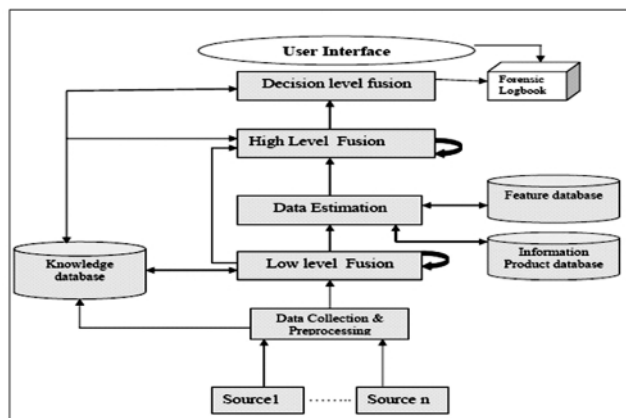 User Interface
Decision level fusion
Forensic
Logbook
High Level Fusion
Data Estimation
Feature database
Information
Product database
Knowledge
database
Low level Fusion
Data Collection &
Preprocessing
Source1
........
Source n